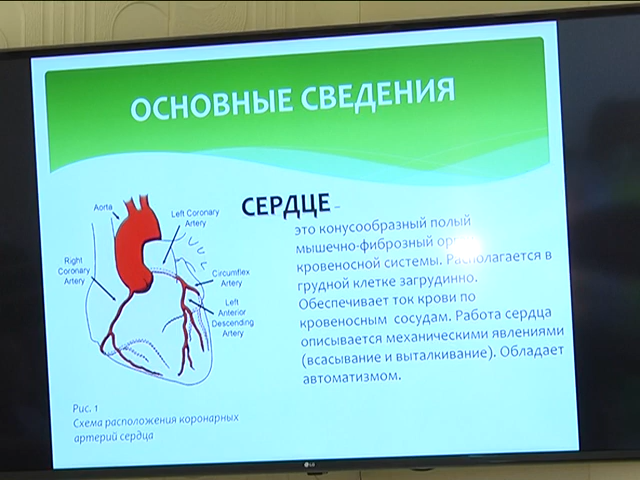 ОСНОВНЫЕ СВЕДЕНИЯ
СЕРДЦЕ –
это конусообразный полый
мышечно-фиброзный
кровеносной системы. Располагается в
грудной клетке загрудинно.
Обеспечивает ток крови по
кровеносным сосудам. Работа сердца
описывается механическими явлениями
(всасывание и выталкивание). Обладает
автоматизмом.
Aorta
Left Coronary
Artery
Right
Coronary
Artery
Circumflex
Artery
Left
Anterior
Descending
Artery
Рис. 1
Схема расположения коронарных
артерий сердца
LG